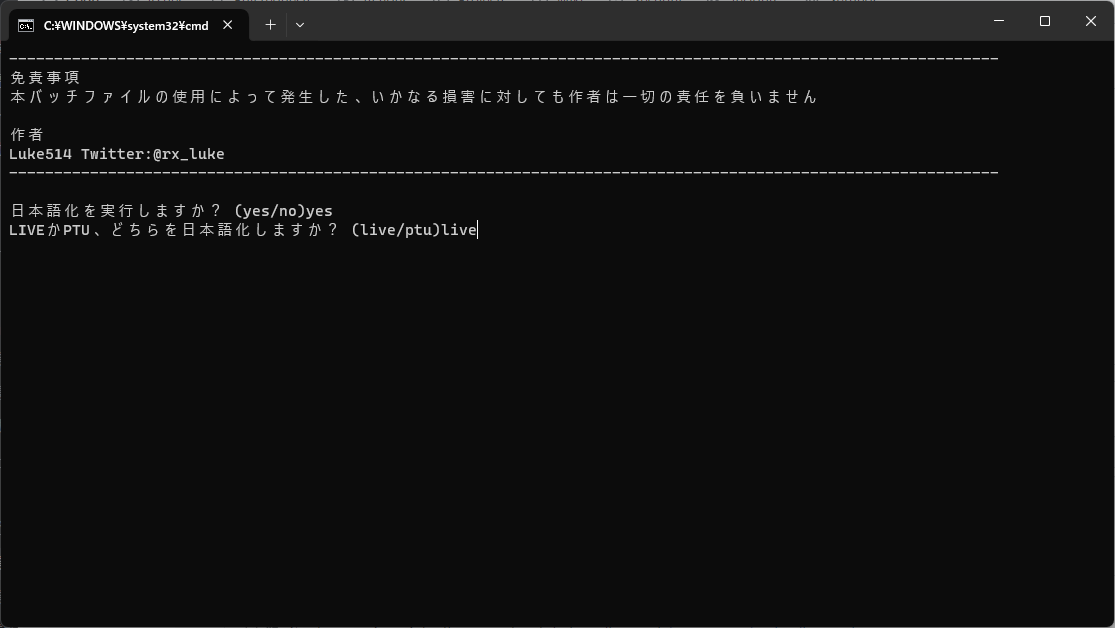 C:¥WINDOWS¥system32¥cmd
--------------------------------------------------------------------------------------------------------------
免責事項
本バッチファイルの使用によって発生した、いかなる損害に対しても作者は一切の責任を負いません
作者
Luke514 Twitter:@rx_luke
--------------------------------------------------------------------------------------------------------------
日本語化を実行しますか？ (yes/no)yes
LIVEかPTU、どちらを日本語化しますか？ (live/ptu)live